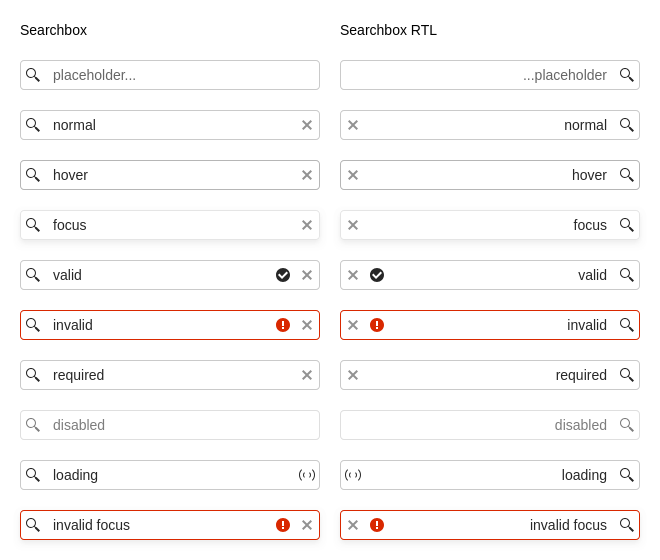 Searchbox
placeholder...
normal
hover
focus
valid
invalid
required
disabled
loading
invalid focus
Searchbox RTL
...placeholder
normal
hover
focus
valid
invalid
required
disabled
loading
invalid focus